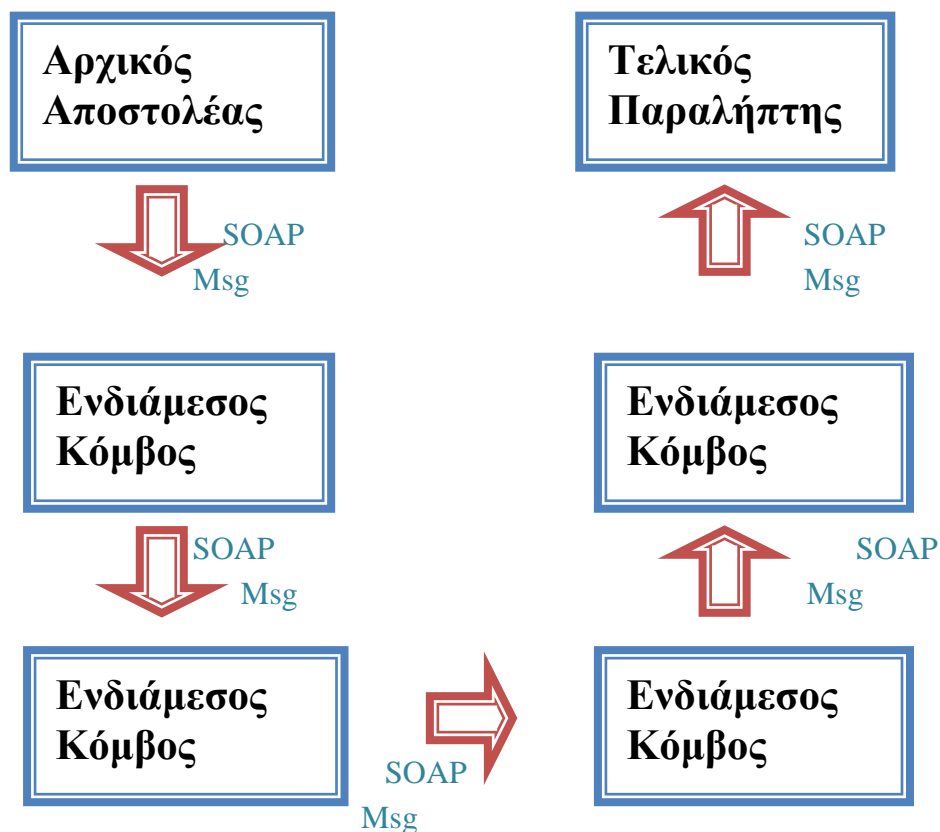 Αρχικός
Αποστολέας
SOAP
Msg
Ενδιάμεσος
Κόμβος
SOAP
Msg
Ενδιάμεσος
Κόμβος
SOAP
Msg
Ενδιάμεσος
Κόμβος
SOAP
Msg
Ενδιάμεσος
Κόμβος
SOAP
Msg
Τελικός
Παραλήπτης